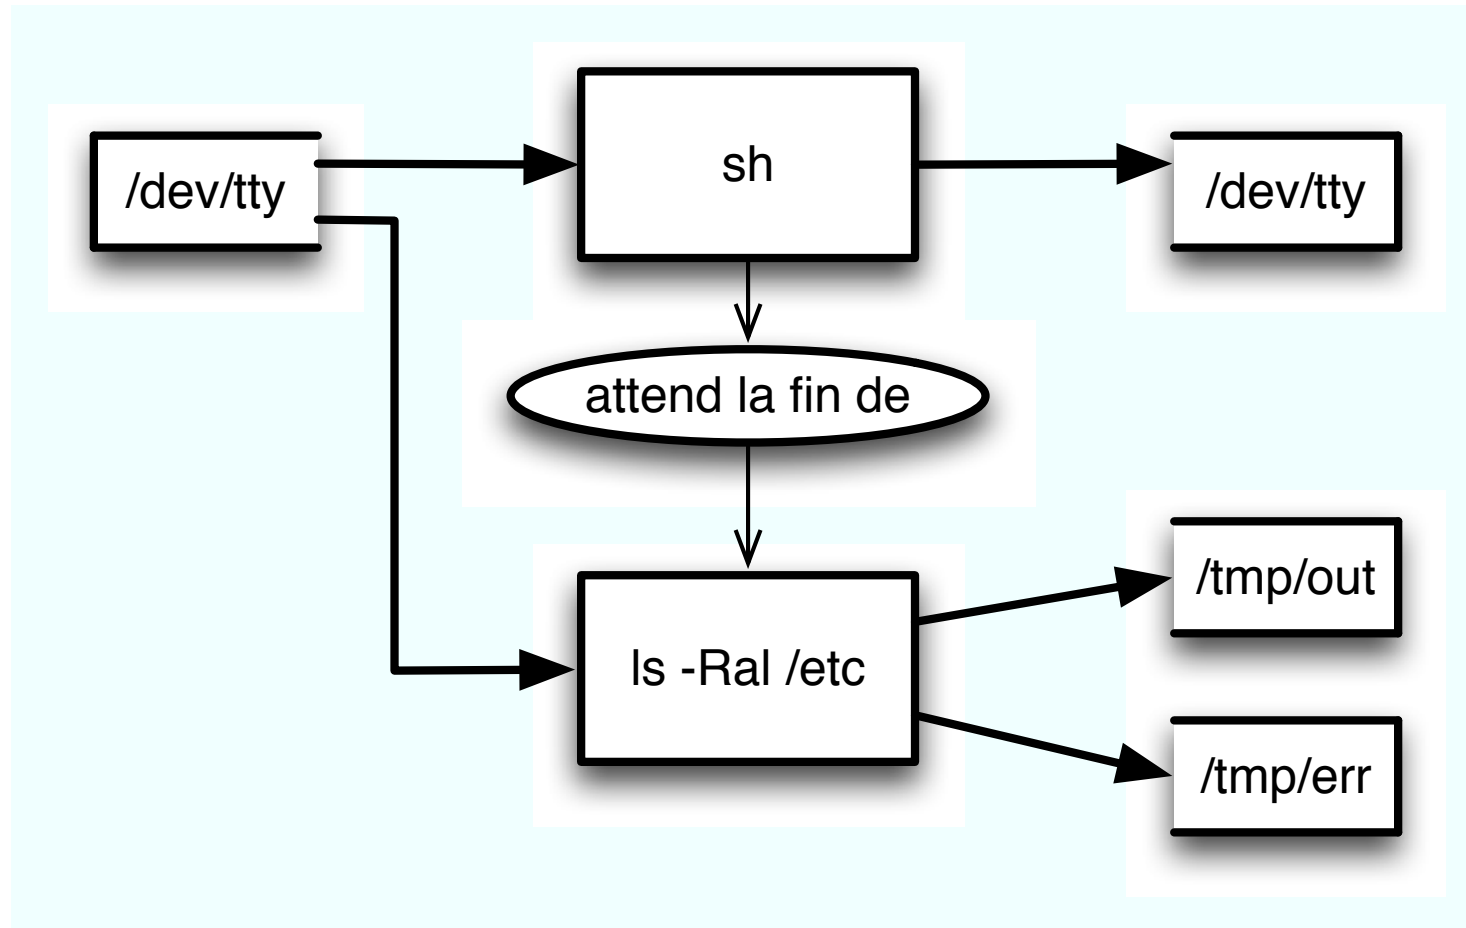 /dev/tty
sh
/dev/tty
attend la fin de
ls -Ral /etc
/tmp/out
/tmp/err